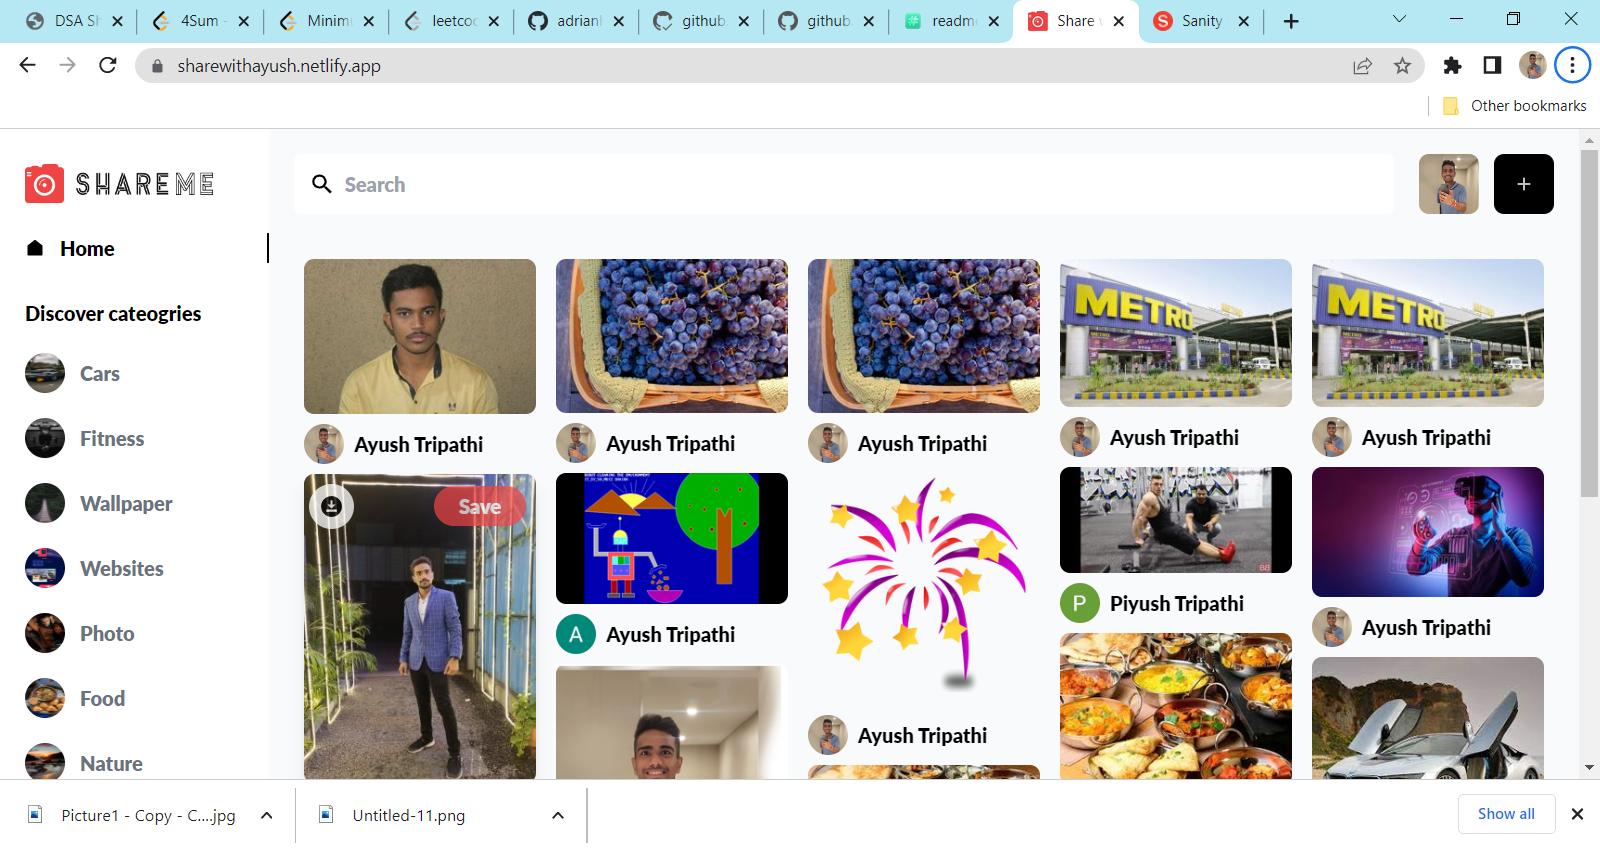 DSA Sh
4Sum -
Minim
leetcoc
adrianl
github
github.
readm
Share v
Sanity
sharewithayush.netlify.app
Other bookmarks
SHAREME
Search
Home
Discover cateogries
Cars
Fitness
Wallpaper
Websites
Photo
Food
Nature
METRO
METRO
Ayush Tripathi
Ayush Tripathi
Ayush Tripathi
Ayush Tripathi
Ayush Tripathi
Save
A
Ayush Tripathi
P
Piyush Tripathi
Ayush Tripathi
Ayush Tripathi
Picture1 - Copy - C....jpg
Untitled-11.png
Show all